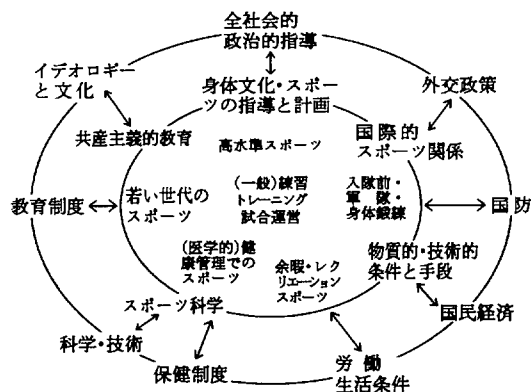 全社会的
政治的指導
イデオロギー
と文化
身体文化・スポー
ツの指導と計画
外交政策
共産主義的教育
高水準スポーツ
国際的
スポーツ関係
教育制度
若い世代の
スポーツ
(一般)練習
トレーニング
試合運営
入隊前・
軍隊・
身体鍛練
国防
(医学的)健
康管理での
スポーツ
余暇・レク
リエーション
スポーツ
物質的・技術的
条件と手段
スポーツ科学
国民経済
科学・技術
保健制度
労働
生活条件